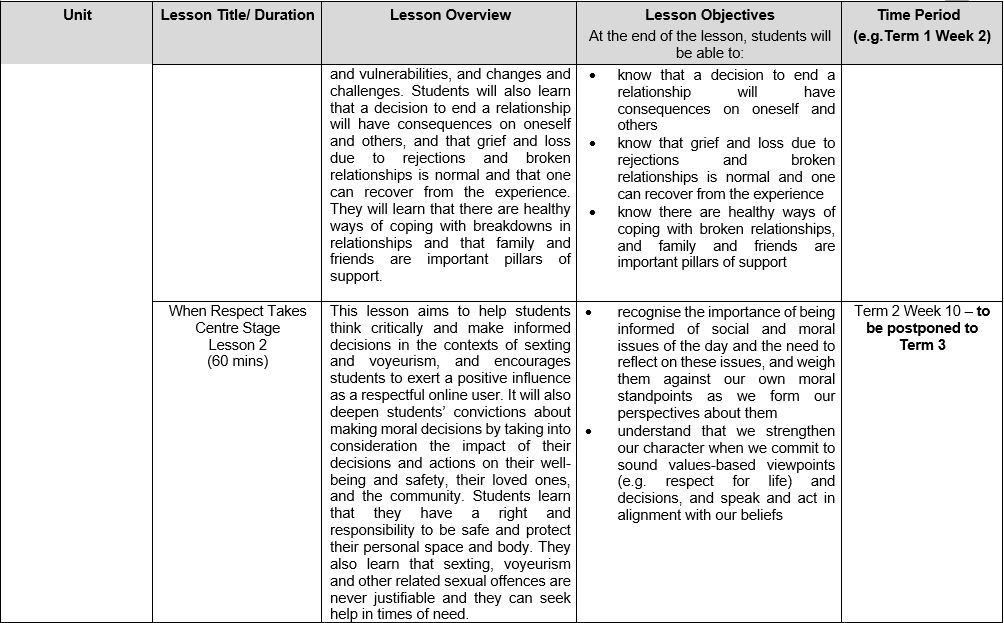 Unit
Lesson Title/ Duration
Lesson Overview
Lesson Objectives
At the end of the lesson, students will
be able to:
Time Period
(e.g.Term 1 Week 2)
and vulnerabilities, and changes and
challenges. Students will also learn
that a decision to end a relationship
will have consequences on oneself
and others, and that grief and loss
due to rejections and broken
relationships is normal and that one
can recover from the experience.
They will learn that there are healthy
ways of coping with breakdowns in
relationships and that family and
friends are important pillars of
support.
• know that a decision to end a
relationship will have
consequences on oneself and
others
• know that grief and loss due to
rejections and broken
relationships is normal and one
can recover from the experience
• know there are healthy ways of
coping with broken relationships,
and family and friends are
important pillars of support
When Respect Takes
Centre Stage
Lesson 2
(60 mins)
This lesson aims to help students
think critically and make informed
decisions in the contexts of sexting
and voyeurism, and encourages
students to exert a positive influence
as a respectful online user. It will also
deepen students’ convictions about
making moral decisions by taking into
consideration the impact of their
decisions and actions on their well-
being and safety, their loved ones,
and the community. Students learn
that they have a right and
responsibility to be safe and protect
their personal space and body. They
also learn that sexting, voyeurism
and other related sexual offences are
never justifiable and they can seek
help in times of need.
• recognise the importance of being
informed of social and moral
issues of the day and the need to
reflect on these issues, and weigh
them against our own moral
standpoints as we form our
perspectives about them
• understand that we strengthen
our character when we commit to
sound values-based viewpoints
(e.g. respect for life) and
decisions, and speak and act in
alignment with our beliefs
Term 2 Week 10 – to
be postponed to
Term 3